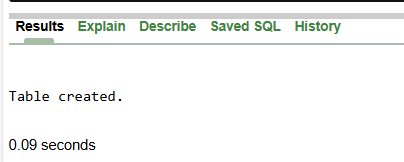 Results Explain Describe Saved SQL History
Table created.
0.09 seconds